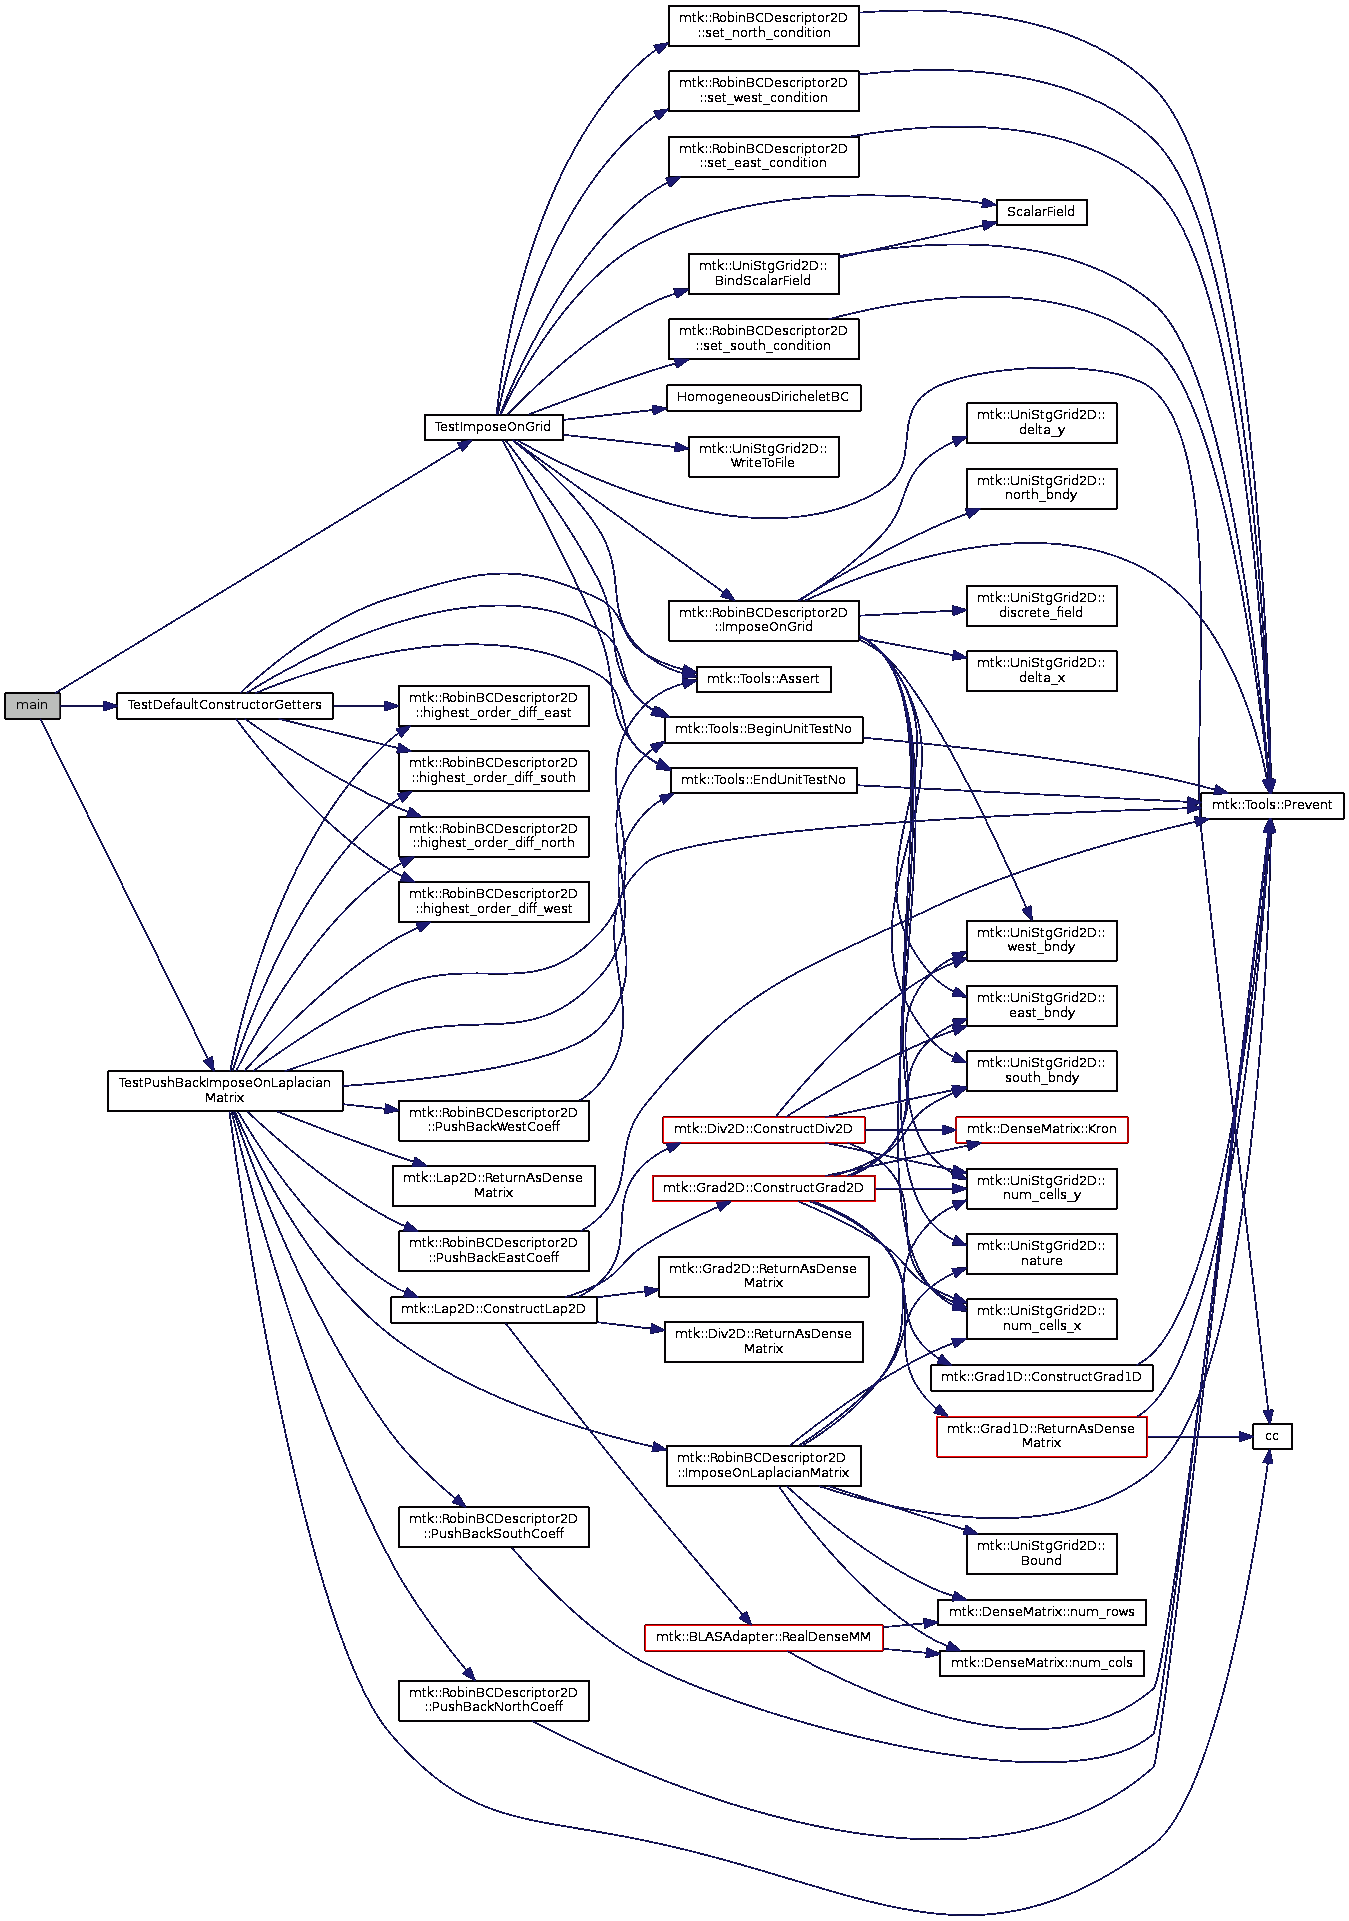 mtk::RobinBCDescriptor2D
::set_north_condition
mtk::RobinBCDescriptor2D
::set_west_condition
mtk::RobinBCDescriptor2D
::set_east_condition
ScalarField
mtk::UniStgGrid2D::
BindScalarField
mtk::RobinBCDescriptor2D
::set_south_condition
HomogeneousDiricheletBC
TestImposeOnGrid
mtk::UniStgGrid2D::
delta_y
mtk::UniStgGrid2D::
WriteToFile
mtk::UniStgGrid2D::
north_bndy
mtk::RobinBCDescriptor2D
::ImposeOnGrid
mtk::UniStgGrid2D::
discrete_field
mtk::UniStgGrid2D::
delta_x
mtk::Tools::Assert
main
TestDefaultConstructorGetters
mtk::RobinBCDescriptor2D
::highest_order_diff_east
mtk::Tools::BeginUnitTestNo
mtk::RobinBCDescriptor2D
::highest_order_diff_south
mtk::Tools::EndUnitTestNo
mtk::Tools::Prevent
mtk::RobinBCDescriptor2D
::highest_order_diff_north
mtk::RobinBCDescriptor2D
::highest_order_diff_west
mtk::UniStgGrid2D::
west_bndy
mtk::UniStgGrid2D::
east_bndy
mtk::UniStgGrid2D::
south_bndy
TestPushBackImposeOnLaplacian
Matrix
mtk::RobinBCDescriptor2D
::PushBackWestCoeff
mtk::Div2D::ConstructDiv2D
mtk::DenseMatrix::Kron
mtk::Lap2D::ReturnAsDense
Matrix
mtk::Grad2D::ConstructGrad2D
mtk::UniStgGrid2D::
num_cells_y
mtk::RobinBCDescriptor2D
::PushBackEastCoeff
mtk::UniStgGrid2D::
nature
mtk::Grad2D::ReturnAsDense
Matrix
mtk::Lap2D::ConstructLap2D
mtk::UniStgGrid2D::
num_cells_x
mtk::Div2D::ReturnAsDense
Matrix
mtk::Grad1D::ConstructGrad1D
mtk::Grad1D::ReturnAsDense
Matrix
cc
mtk::RobinBCDescriptor2D
::ImposeOnLaplacianMatrix
mtk::RobinBCDescriptor2D
::PushBackSouthCoeff
mtk::UniStgGrid2D::
Bound
mtk::DenseMatrix::num_rows
mtk::BLASAdapter::RealDenseMM
mtk::DenseMatrix::num_cols
mtk::RobinBCDescriptor2D
::PushBackNorthCoeff